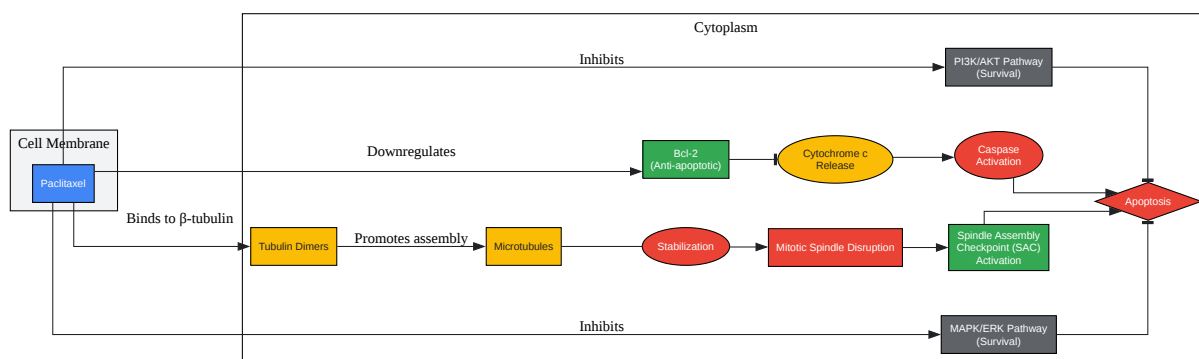 Cytoplasm
Inhibits
PI3K/AKT Pathway
(Survival)
Cell Membrane
Paclitaxel
Downregulates
Bcl-2
(Anti-apoptotic)
Cytochrome c
Release
Caspase
Activation
Apoptosis
Binds to β-tubulin
Tubulin Dimers
Promotes assembly
Microtubules
Stabilization
Mitotic Spindle Disruption
Spindle Assembly
Checkpoint (SAC)
Activation
Inhibits
MAPK/ERK Pathway
(Survival)